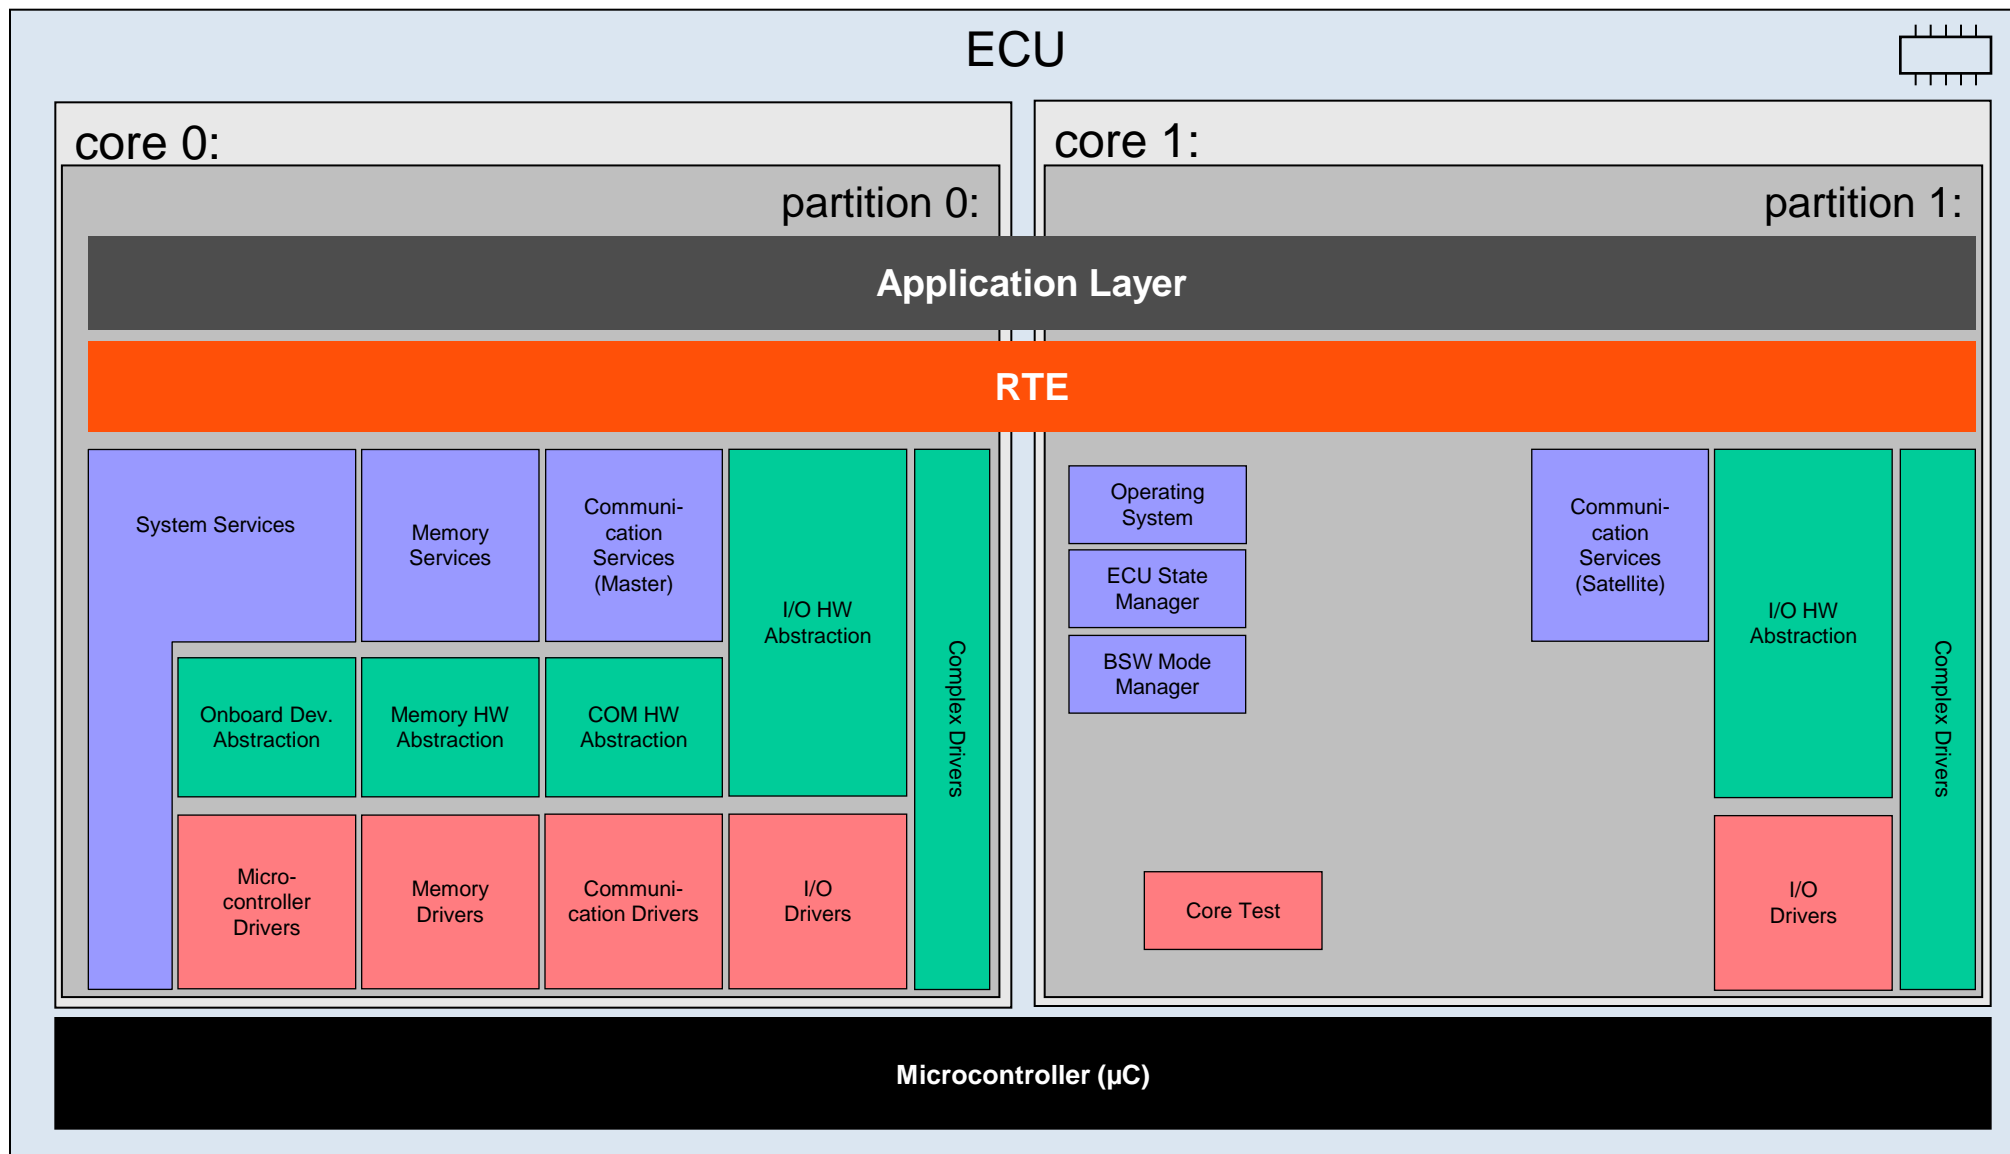 ECU
core 0:
partition 0:
core 1:
partition 1:
Application Layer
RTE
System Services
Memory
Services
Communi-
cation
Services
(Master)
I/O HW
Abstraction
Complex Drivers
Onboard Dev.
Abstraction
Memory HW
Abstraction
COM HW
Abstraction
Micro-
controller
Drivers
Memory
Drivers
Communi-
cation Drivers
I/O
Drivers
Operating
System
ECU State
Manager
BSW Mode
Manager
Communi-
cation
Services
(Satellite)
I/O HW
Abstraction
Complex Drivers
Core Test
I/O
Drivers
Microcontroller (µC)